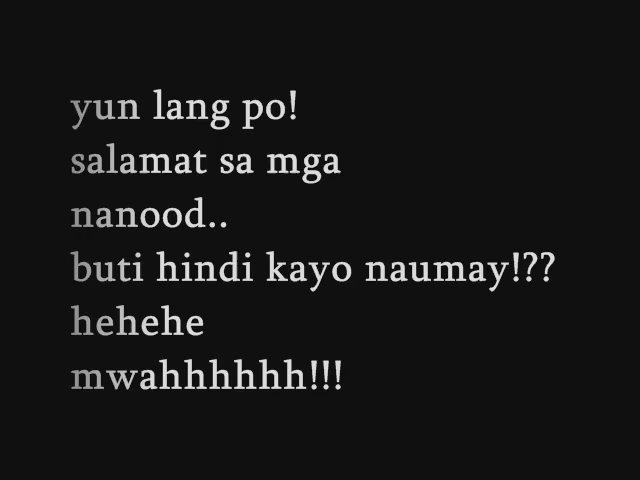 yun lang po!
salamat sa mga
nanood..
buti hindi kayo naumay!??
hehehe
mwahhhhhh!!!